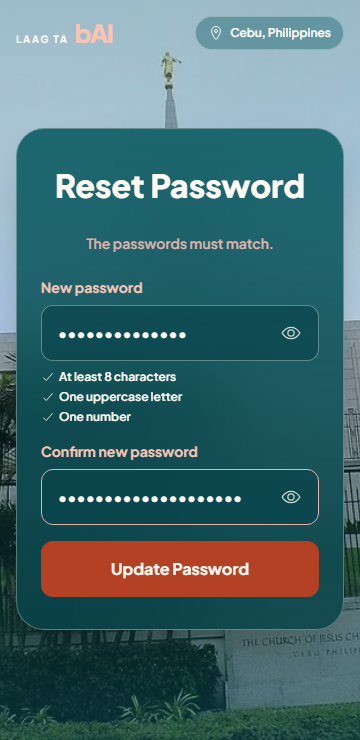 LAAG TA bAI
Cebu, Philippines
Reset Password
The passwords must match.
New password
••••••••••••••
At least 8 characters
One uppercase letter
One number
Confirm new password
••••••••••••••••••••
Update Password
THE CHURCH OF JESUS CH
CEBU PHILIPP